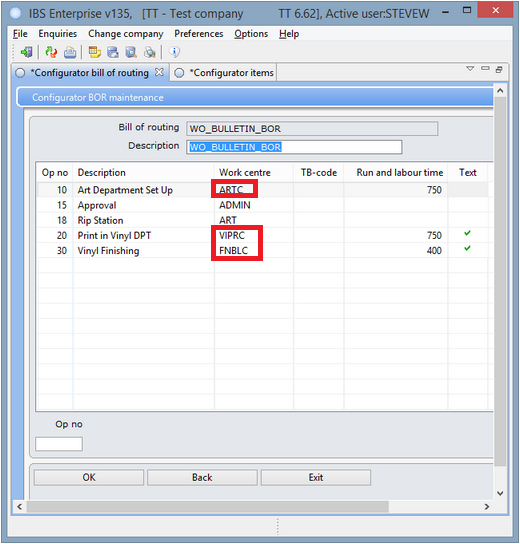 IBS Enterprise v135, [TT - Test company TT 6.62], Active user:STEVEW
File Enquiries Change company Preferences Options Help
*Configurator bill of routing *Configurator items
Configurator BOR maintenance
Bill of routing WO_BULLETIN_BOR
Description WO_BULLETIN_BOR
Op no Description Work centre TB-code Run and labour time Text
10 Art Department Set Up ARTC 750
15 Approval ADMIN
18 Rip Station ART
20 Print in Vinyl DPT VIPRC 750
30 Vinyl Finishing FNBLC 400
Op no
OK Back Exit